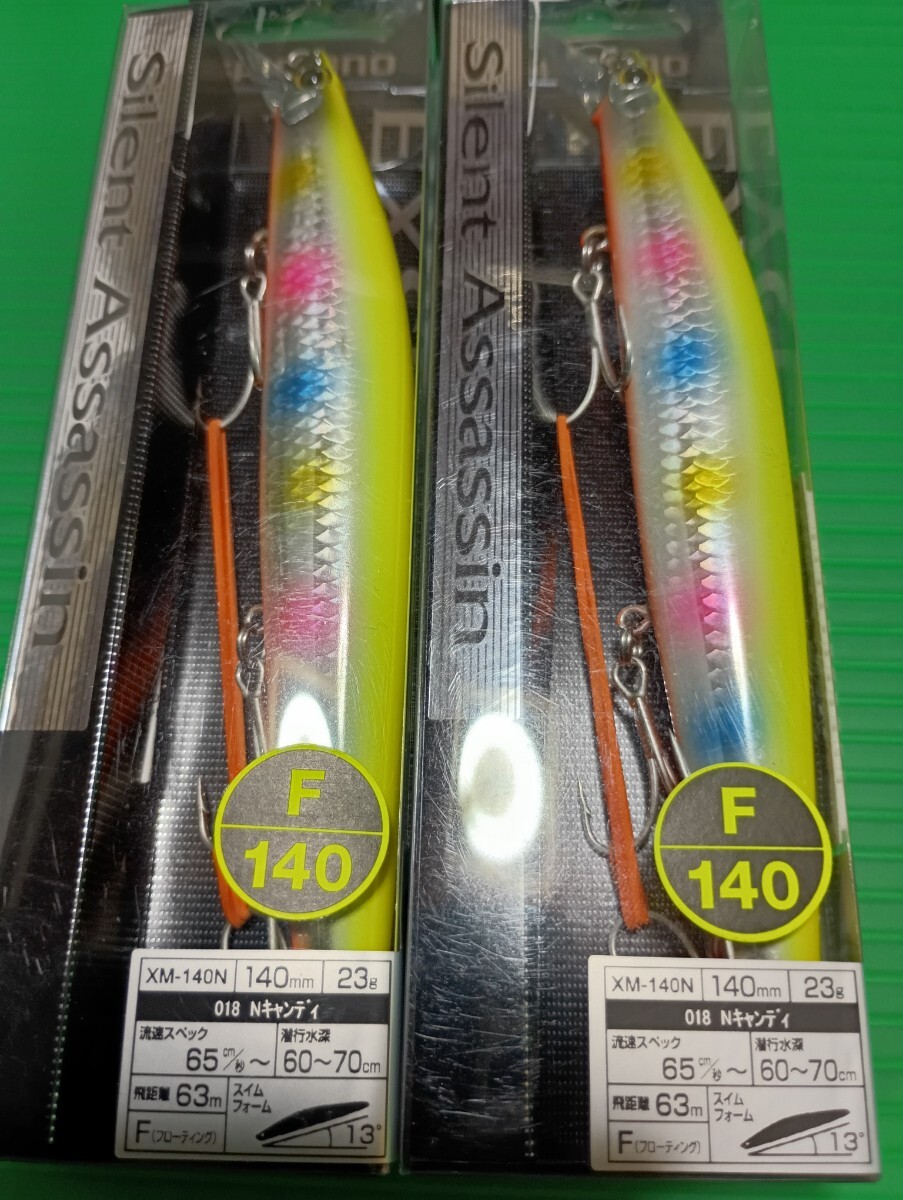 Silent Assassin
F
140
XM-140N 140mm 23g
018 Nｷｬﾝﾃﾞｨ
流速スペック 潜行水深
65cm/秒～ 60～70cm
飛距離 63m スイム
フォーム
F(フローティング) 13°
Silent Assassin
F
140
XM-140N 140mm 23g
018 Nｷｬﾝﾃﾞｨ
流速スペック 潜行水深
65cm/秒～ 60～70cm
飛距離 63m スイム
フォーム
F(フローティング) 13°